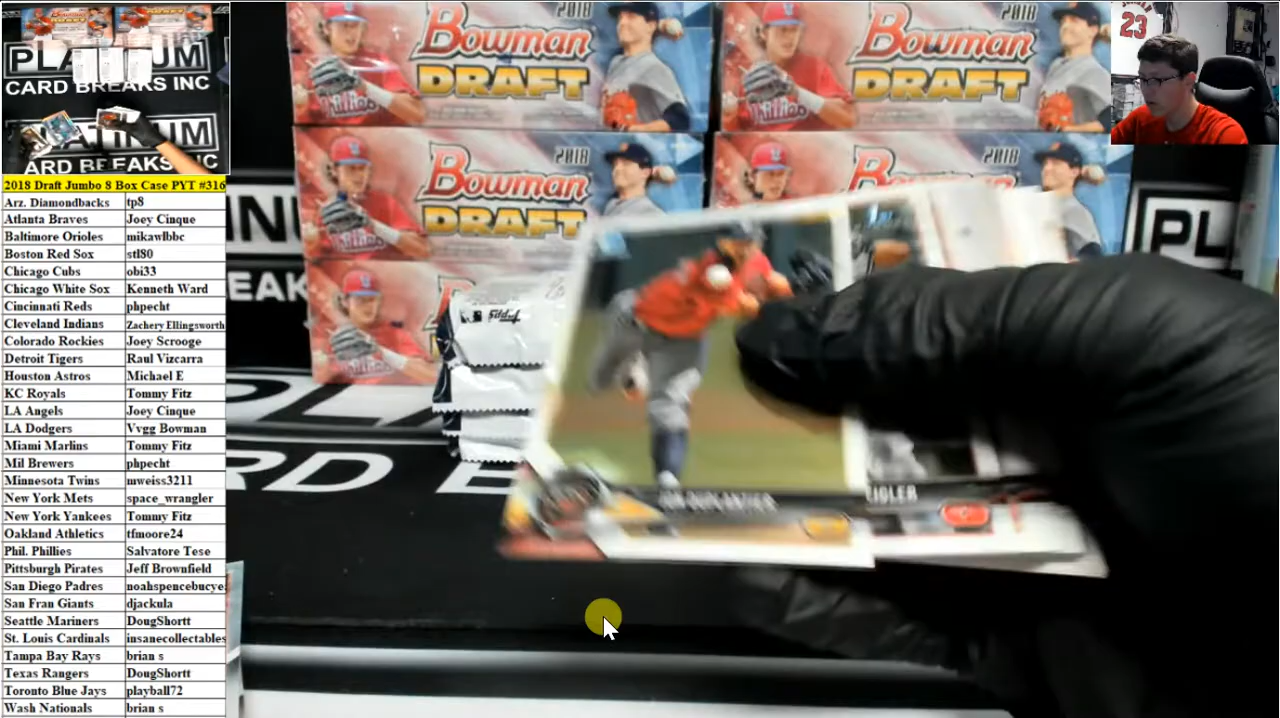 PLATINUM
CARD BREAKS INC
PLATINUM
2018 Draft Jumbo 8 Box Case PYT #316
Arz. Diamondbacks tp8
Atlanta Braves Joey Cinque
Baltimore Orioles mikawlbbc
Boston Red Sox stl80
Chicago Cubs obi33
Chicago White Sox Kenneth Ward
Cincinnati Reds phpecht
Cleveland Indians Zachery Ellingsworth
Colorado Rockies Joey Scrooge
Detroit Tigers Raul Vizcarra
Houston Astros Michael E
KC Royals Tommy Fitz
LA Angels Joey Cinque
LA Dodgers Vvgg Bowman
Miami Marlins Tommy Fitz
Mil Brewers phpecht
Minnesota Twins mweiss3211
New York Mets space_wrangler
New York Yankees Tommy Fitz
Oakland Athletics tfmoore24
Phil. Phillies Salvatore Tese
Pittsburgh Pirates Jeff Brownfield
San Diego Padres noahspencebucye
San Fran Giants djackula
Seattle Mariners DougShortt
St. Louis Cardinals insanecollectables
Tampa Bay Rays brian s
Texas Rangers DougShortt
Toronto Blue Jays playball72
Wash Nationals brian s
2018
Bowman
DRAFT
Phillies
2018
Bowman
DRAFT
Phillies
2018
Bowman
DRAFT
2018
Bowman
23
PL
Topps
EIGLER
CARD B